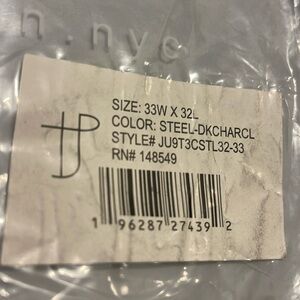 n.nyc
SIZE: 33W X 32L
COLOR: STEEL-DKCHARCL
STYLE# JU9T3CSTL32-33
RN# 148549
1 96287 27439 2